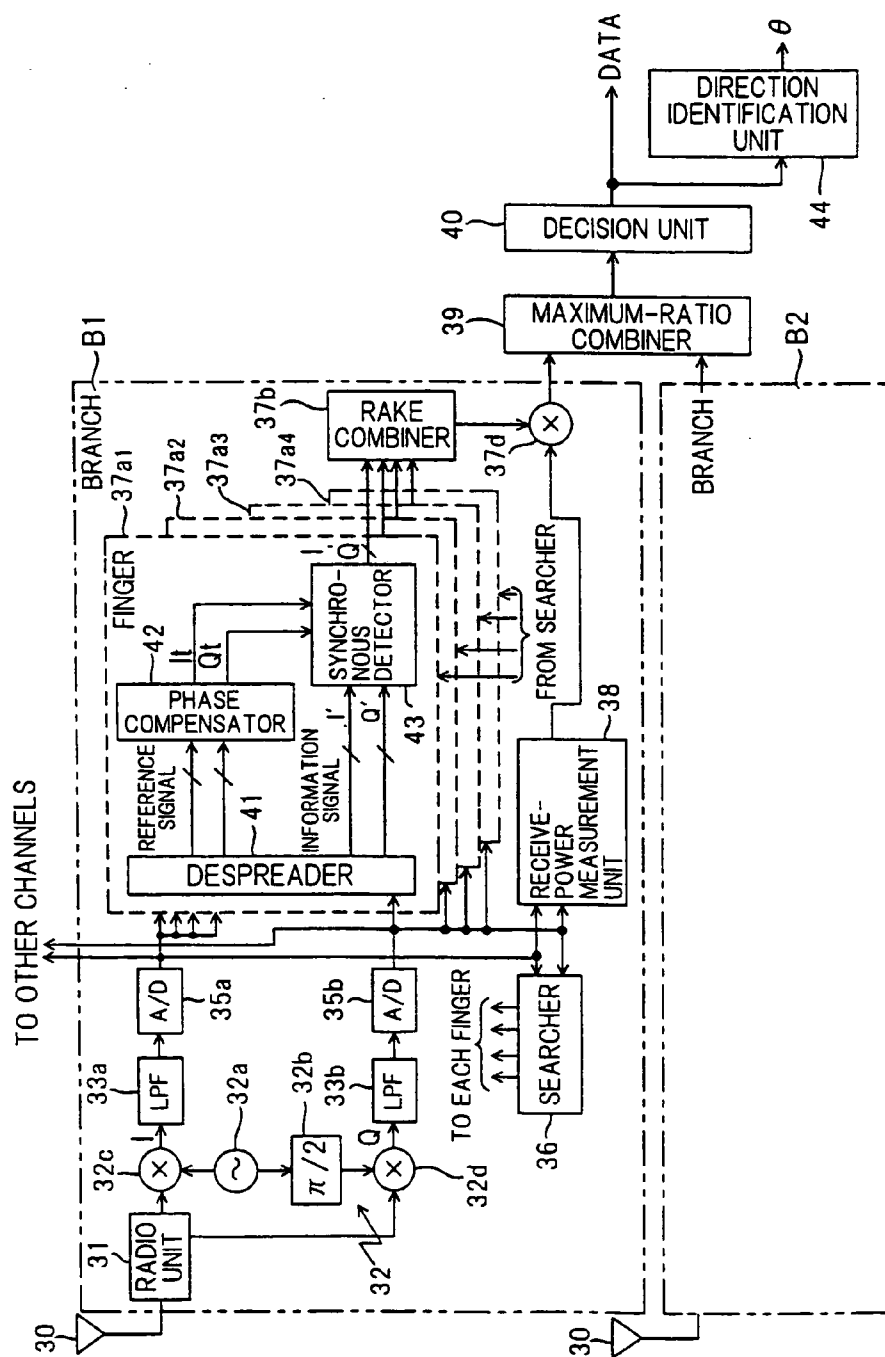 TO OTHER CHANNELS
BRANCH
B1
30
31
RADIO
UNIT
32
32c
×
I
32a
~
32b
π/2
Q
×
32d
33a
LPF
33b
LPF
35a
A/D
35b
A/D
37a1
37a2
37a3
37a4
FINGER
DESPREADER
41
REFERENCE
SIGNAL
INFORMATION
SIGNAL
42
PHASE
COMPENSATOR
It
Qt
I'
Q'
SYNCHRO-
NOUS
DETECTOR
43
I
Q
37b
RAKE
COMBINER
FROM SEARCHER
×
37d
TO EACH FINGER
SEARCHER
36
RECEIVE-
POWER
MEASUREMENT
UNIT
38
39
MAXIMUM-RATIO
COMBINER
40
DECISION UNIT
DATA
DIRECTION
IDENTIFICATION
UNIT
44
θ
30
BRANCH
B2